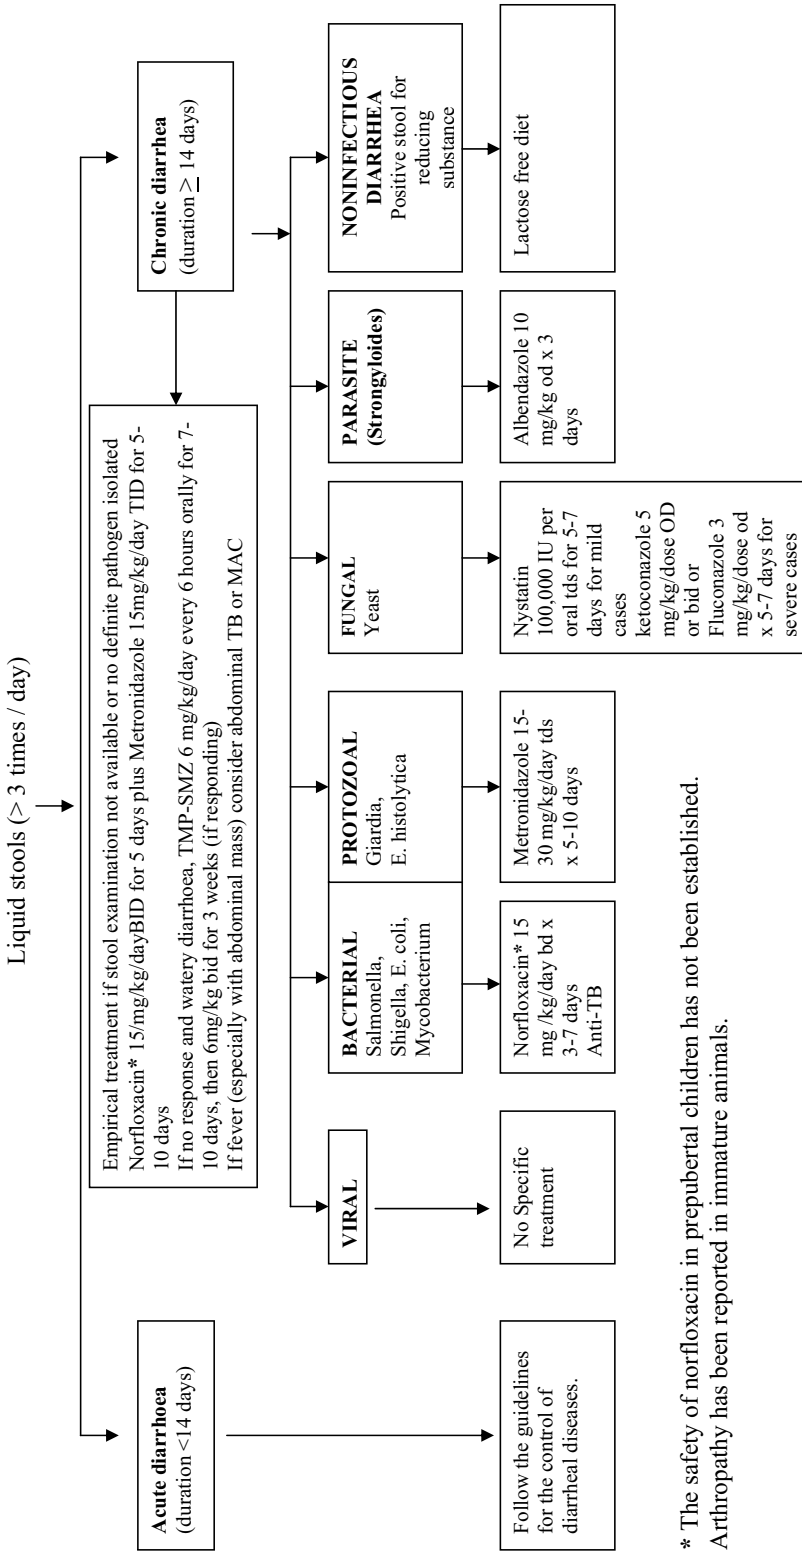 Liquid stools (> 3 times / day)
Acute diarrhoea
(duration <14 days)
Chronic diarrhea
(duration ≥ 14 days)
Empirical treatment if stool examination not available or no definite pathogen isolated
Norfloxacin* 15/mg/kg/dayBID for 5 days plus Metronidazole 15mg/kg/day TID for 5-
10 days
If no response and watery diarrhoea, TMP-SMZ 6 mg/kg/day every 6 hours orally for 7-
10 days, then 6mg/kg bid for 3 weeks (if responding)
If fever (especially with abdominal mass) consider abdominal TB or MAC
VIRAL
BACTERIAL
Salmonella,
Shigella, E. coli,
Mycobacterium
PROTOZOAL
Giardia,
E. histolytica
FUNGAL
Yeast
PARASITE
(Strongyloides)
NONINFECTIOUS
DIARRHEA
Positive stool for
reducing
substance
Follow the guidelines
for the control of
diarrheal diseases.
No Specific
treatment
Norfloxacin* 15
mg /kg/day bd x
3-7 days
Anti-TB
Metronidazole 15-
30 mg/kg/day tds
x 5-10 days
Nystatin
100,000 IU per
oral tds for 5-7
days for mild
cases
ketoconazole 5
mg/kg/dose OD
or bid or
Fluconazole 3
mg/kg/dose od
x 5-7 days for
severe cases
Albendazole 10
mg/kg od x 3
days
Lactose free diet
* The safety of norfloxacin in prepubertal children has not been established.
Arthropathy has been reported in immature animals.